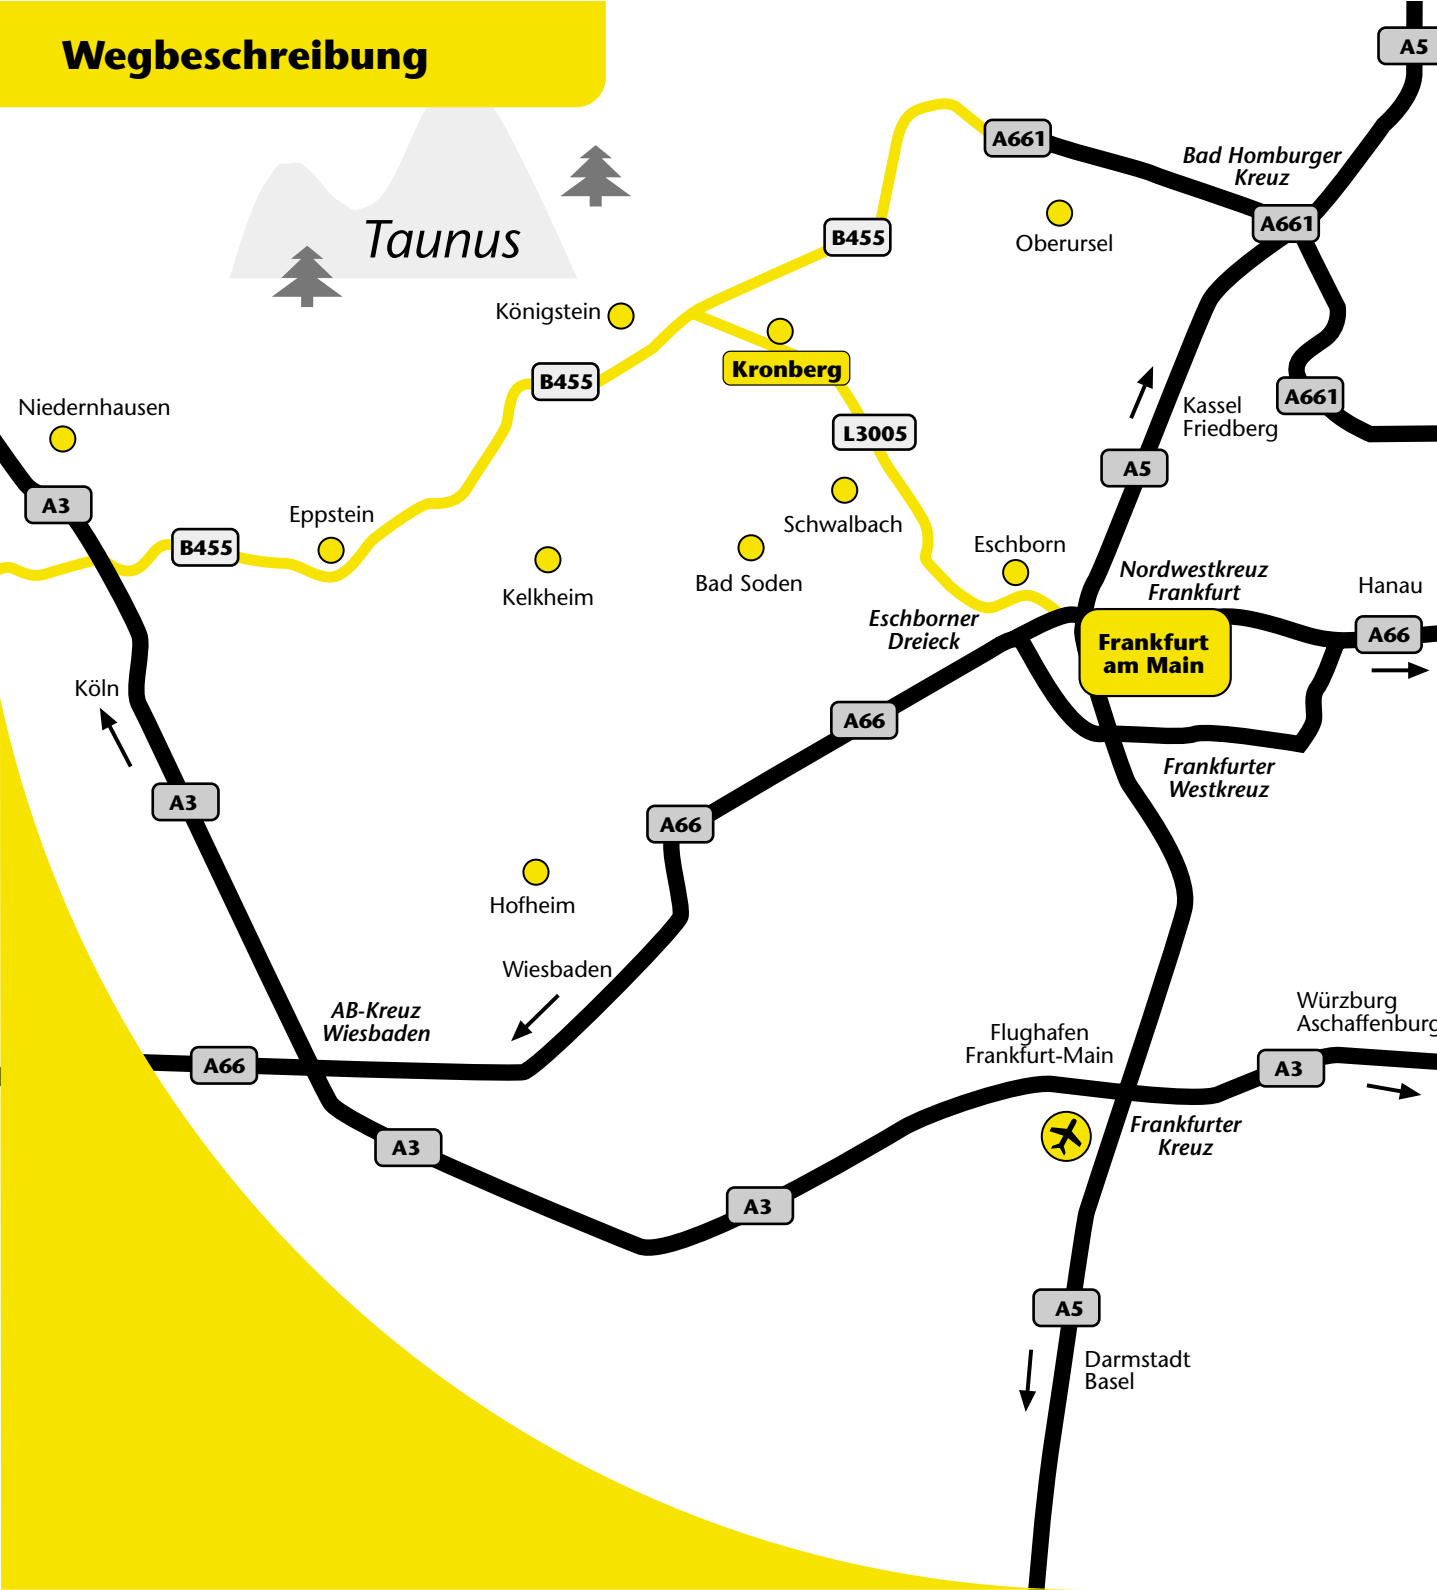 Wegbeschreibung
A5
A661
Bad Homburger
Kreuz
A661
Oberursel
B455
Taunus
Königstein
Kronberg
B455
L3005
A661
Kassel
Friedberg
Niedernhausen
A3
A5
Schwalbach
Eppstein
B455
Eschborn
Bad Soden
Kelkheim
Nordwestkreuz
Frankfurt
Hanau
A66
Eschborner
Dreieck
Frankfurt
am Main
Köln
A66
Frankfurter
Westkreuz
A3
A66
Hofheim
Wiesbaden
AB-Kreuz
Wiesbaden
A66
Flughafen
Frankfurt-Main
Würzburg
Aschaffenburg
A3
Frankfurter
Kreuz
A3
A3
A5
Darmstadt
Basel